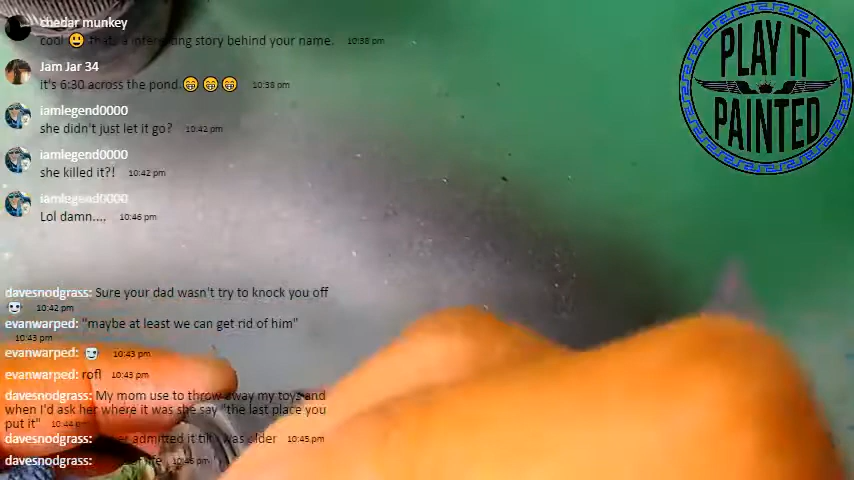 chedar munkey
cool thats a interesting story behind your name. 10:38 pm
Jam Jar 34
it's 6:30 across the pond. 10:38 pm
iamlegend0000
she didn't just let it go? 10:42 pm
iamlegend0000
she killed it?! 10:42 pm
iamlegend0000
Lol damn.... 10:46 pm
PLAY IT
PAINTED
davesnodgrass: Sure your dad wasn't try to knock you off
10:42 pm
evanwarped: "maybe at least we can get rid of him"
10:43 pm
evanwarped: 10:43 pm
evanwarped: rofl 10:43 pm
davesnodgrass: My mom use to throw away my toys and
when I'd ask her where it was she say "the last place you
put it" 10:44 pm
davesnodgrass: admitted it was older 10:45 pm
davesnodgrass: life